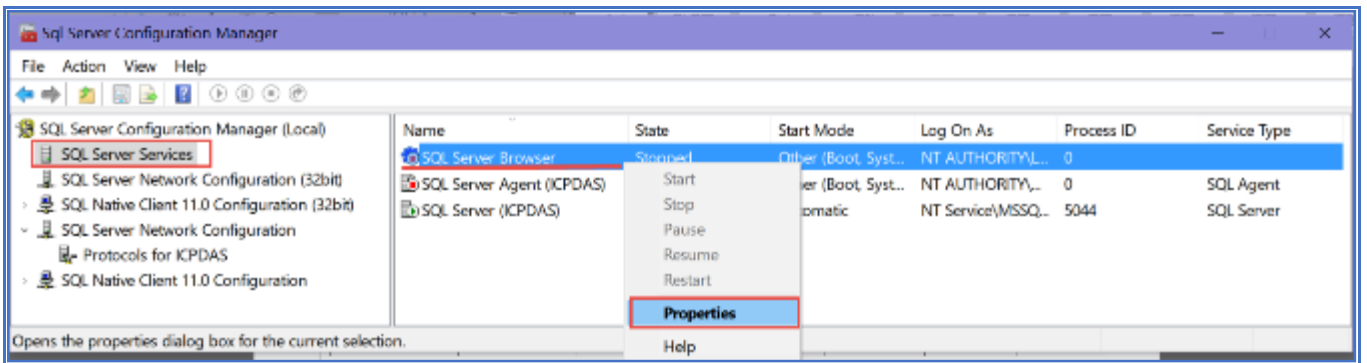 Sql Server Configuration Manager
File Action View Help
SQL Server Configuration Manager (Local)
SQL Server Services
SQL Server Network Configuration (32bit)
SQL Native Client 11.0 Configuration (32bit)
SQL Server Network Configuration
Protocols for ICPDAS
SQL Native Client 11.0 Configuration
Name State Start Mode Log On As Process ID Service Type
SQL Server Browser Stopped Other (Boot, Syst... NT AUTHORITY\L... 0
SQL Server Agent (ICPDAS) er (Boot, Syst... NT AUTHORITY\... 0 SQL Agent
SQL Server (ICPDAS) omatic NT Service\MSSQ... 5044 SQL Server
Start
Stop
Pause
Resume
Restart
Properties
Help
Opens the properties dialog box for the current selection.